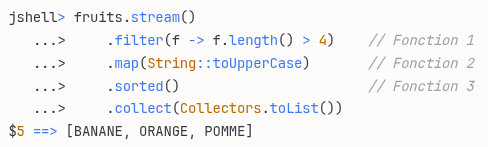 jshell> fruits.stream()
   ...>     .filter(f -> f.length() > 4)    // Fonction 1
   ...>     .map(String::toUpperCase)       // Fonction 2
   ...>     .sorted()                       // Fonction 3
   ...>     .collect(Collectors.toList())
$5 ==> [BANANE, ORANGE, POMME]